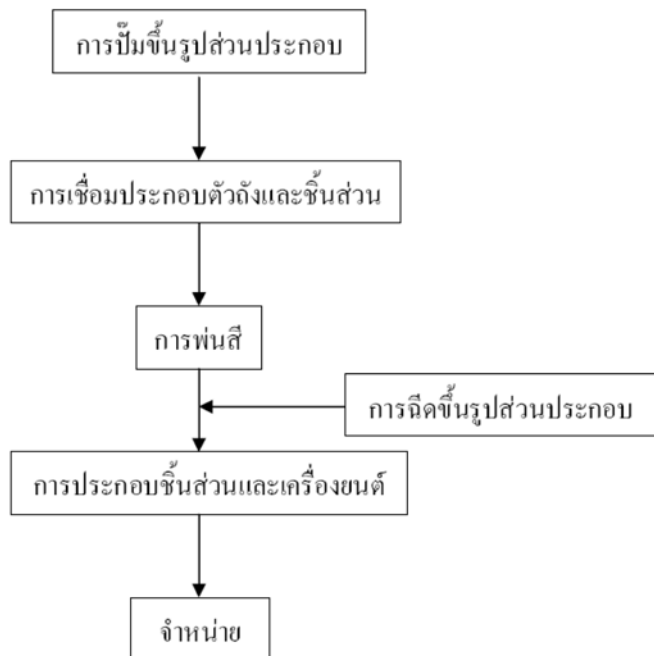 การปั๊มขึ้นรูปส่วนประกอบ
การเชื่อมประกอบตัวถังและชิ้นส่วน
การพ่นสี
การฉีดขึ้นรูปส่วนประกอบ
การประกอบชิ้นส่วนและเครื่องยนต์
จำหน่าย